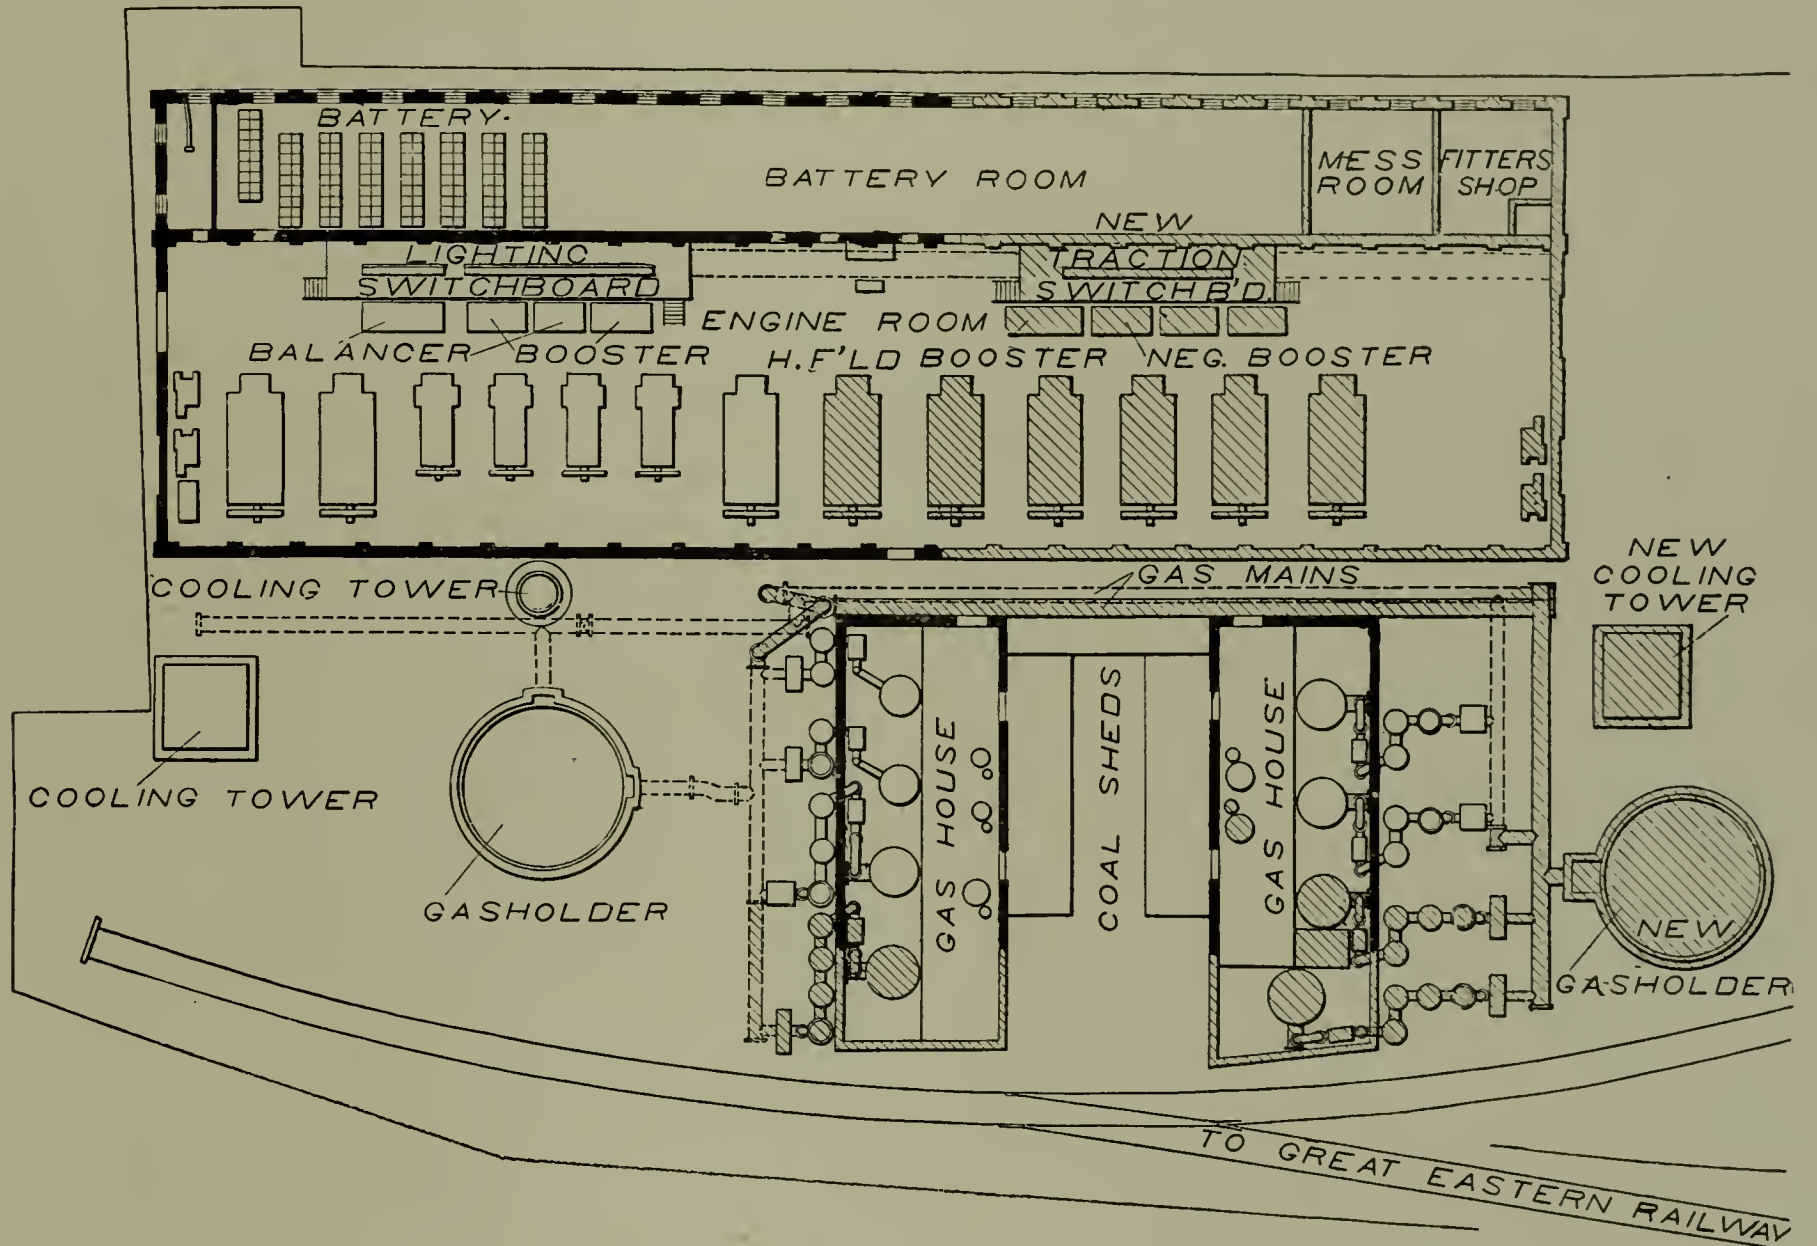 BATTERY.
BATTERY ROOM
MESS
ROOM
FITTERS
SHOP
NEW
LIGHTING
SWITCHBOARD
TRACTION
SWITCHB'D.
ENGINE ROOM
BALANCER
BOOSTER
H.F'LD BOOSTER
NEG. BOOSTER
COOLING TOWER
GAS MAINS
NEW
COOLING
TOWER
COOLING TOWER
GASHOLDER
GAS HOUSE
COAL SHEDS
GAS HOUSE
NEW
GASHOLDER
TO GREAT EASTERN RAILWAY